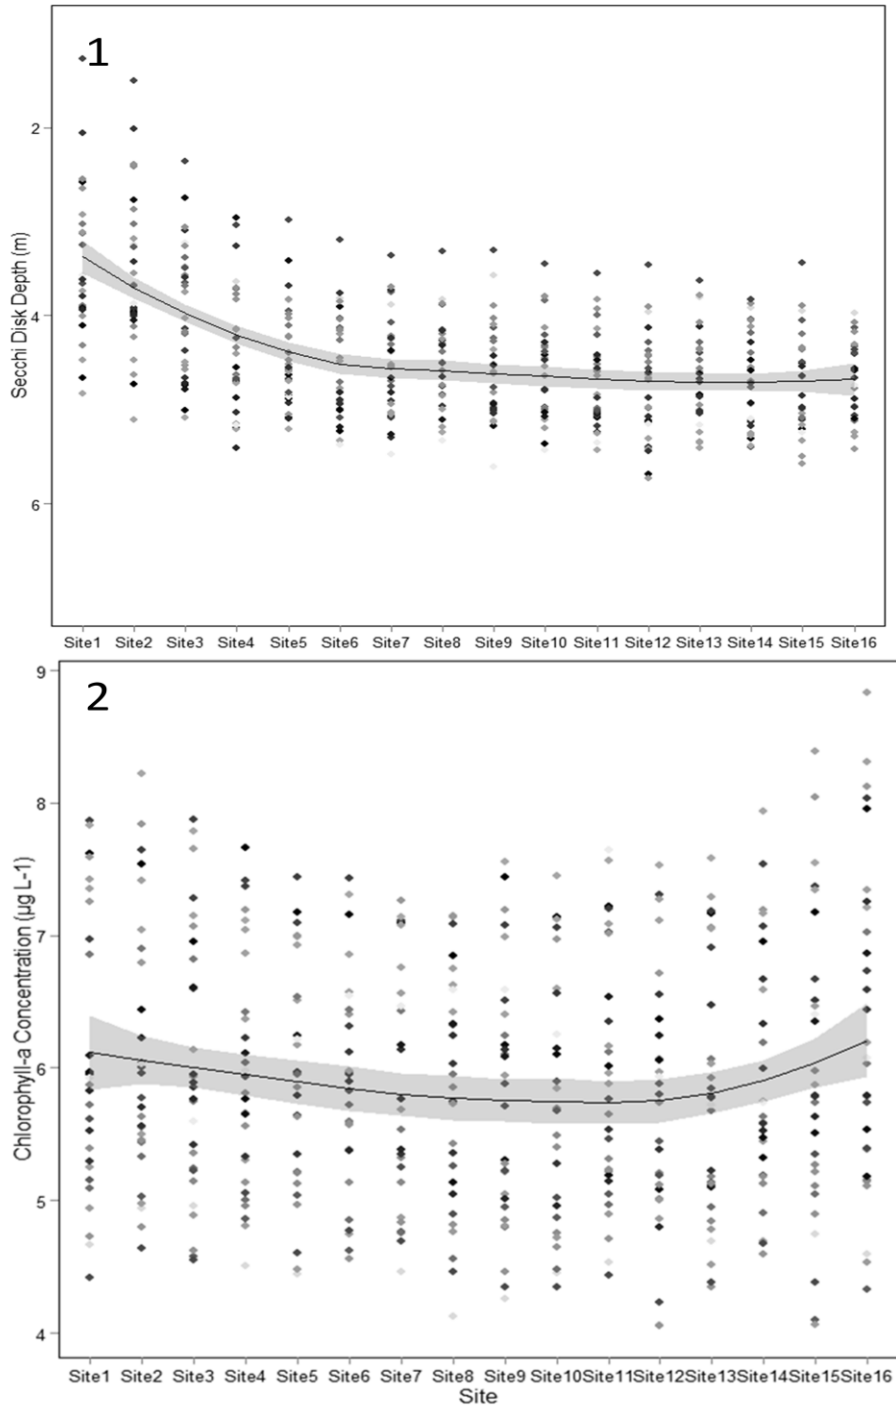 1
Secchi Disk Depth (m)
2
4
6
Site1 Site2 Site3 Site4 Site5 Site6 Site7 Site8 Site9 Site10 Site11 Site12 Site13 Site14 Site15 Site16
2
Chlorophyll-a Concentration (µg L-1)
9
8
7
6
5
4
Site1 Site2 Site3 Site4 Site5 Site6 Site7 Site8 Site9 Site10 Site11 Site12 Site13 Site14 Site15 Site16
Site